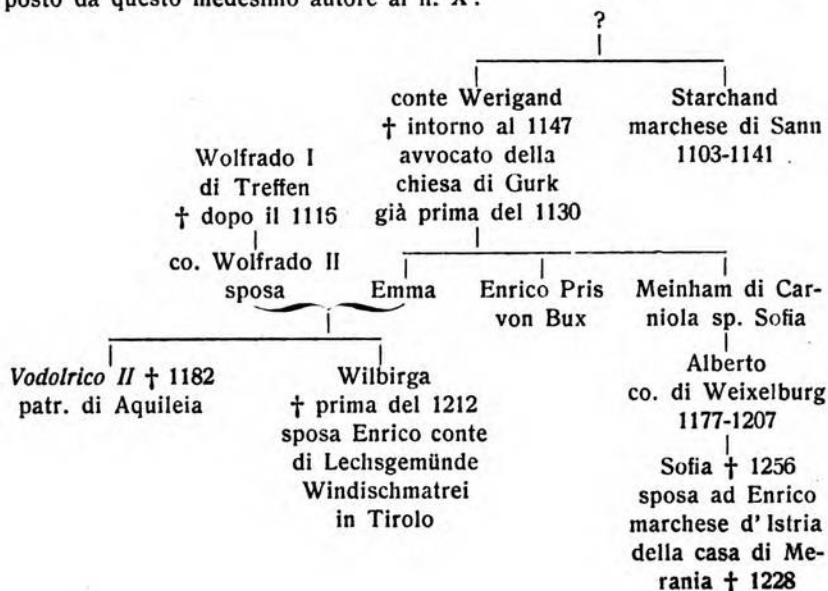 posto da questo medesimo autore al n. X :
?
conte Werigand
† intorno al 1147
avvocato della
chiesa di Gurk
già prima del 1130
Starchand
marchese di Sann
1103-1141
Wolfrado I
di Treffen
† dopo il 1115
co. Wolfrado II
sposa
Emma
Enrico Pris
von Bux
Meinham di Car-
niola sp. Sofia
Vodolrico II † 1182
patr. di Aquileia
Wilbirga
† prima del 1212
sposa Enrico conte
di Lechsgemünde
Windischmatrei
in Tirolo
Alberto
co. di Weixelburg
1177-1207
Sofia † 1256
sposa ad Enrico
marchese d' Istria
della casa di Me-
rania † 1228